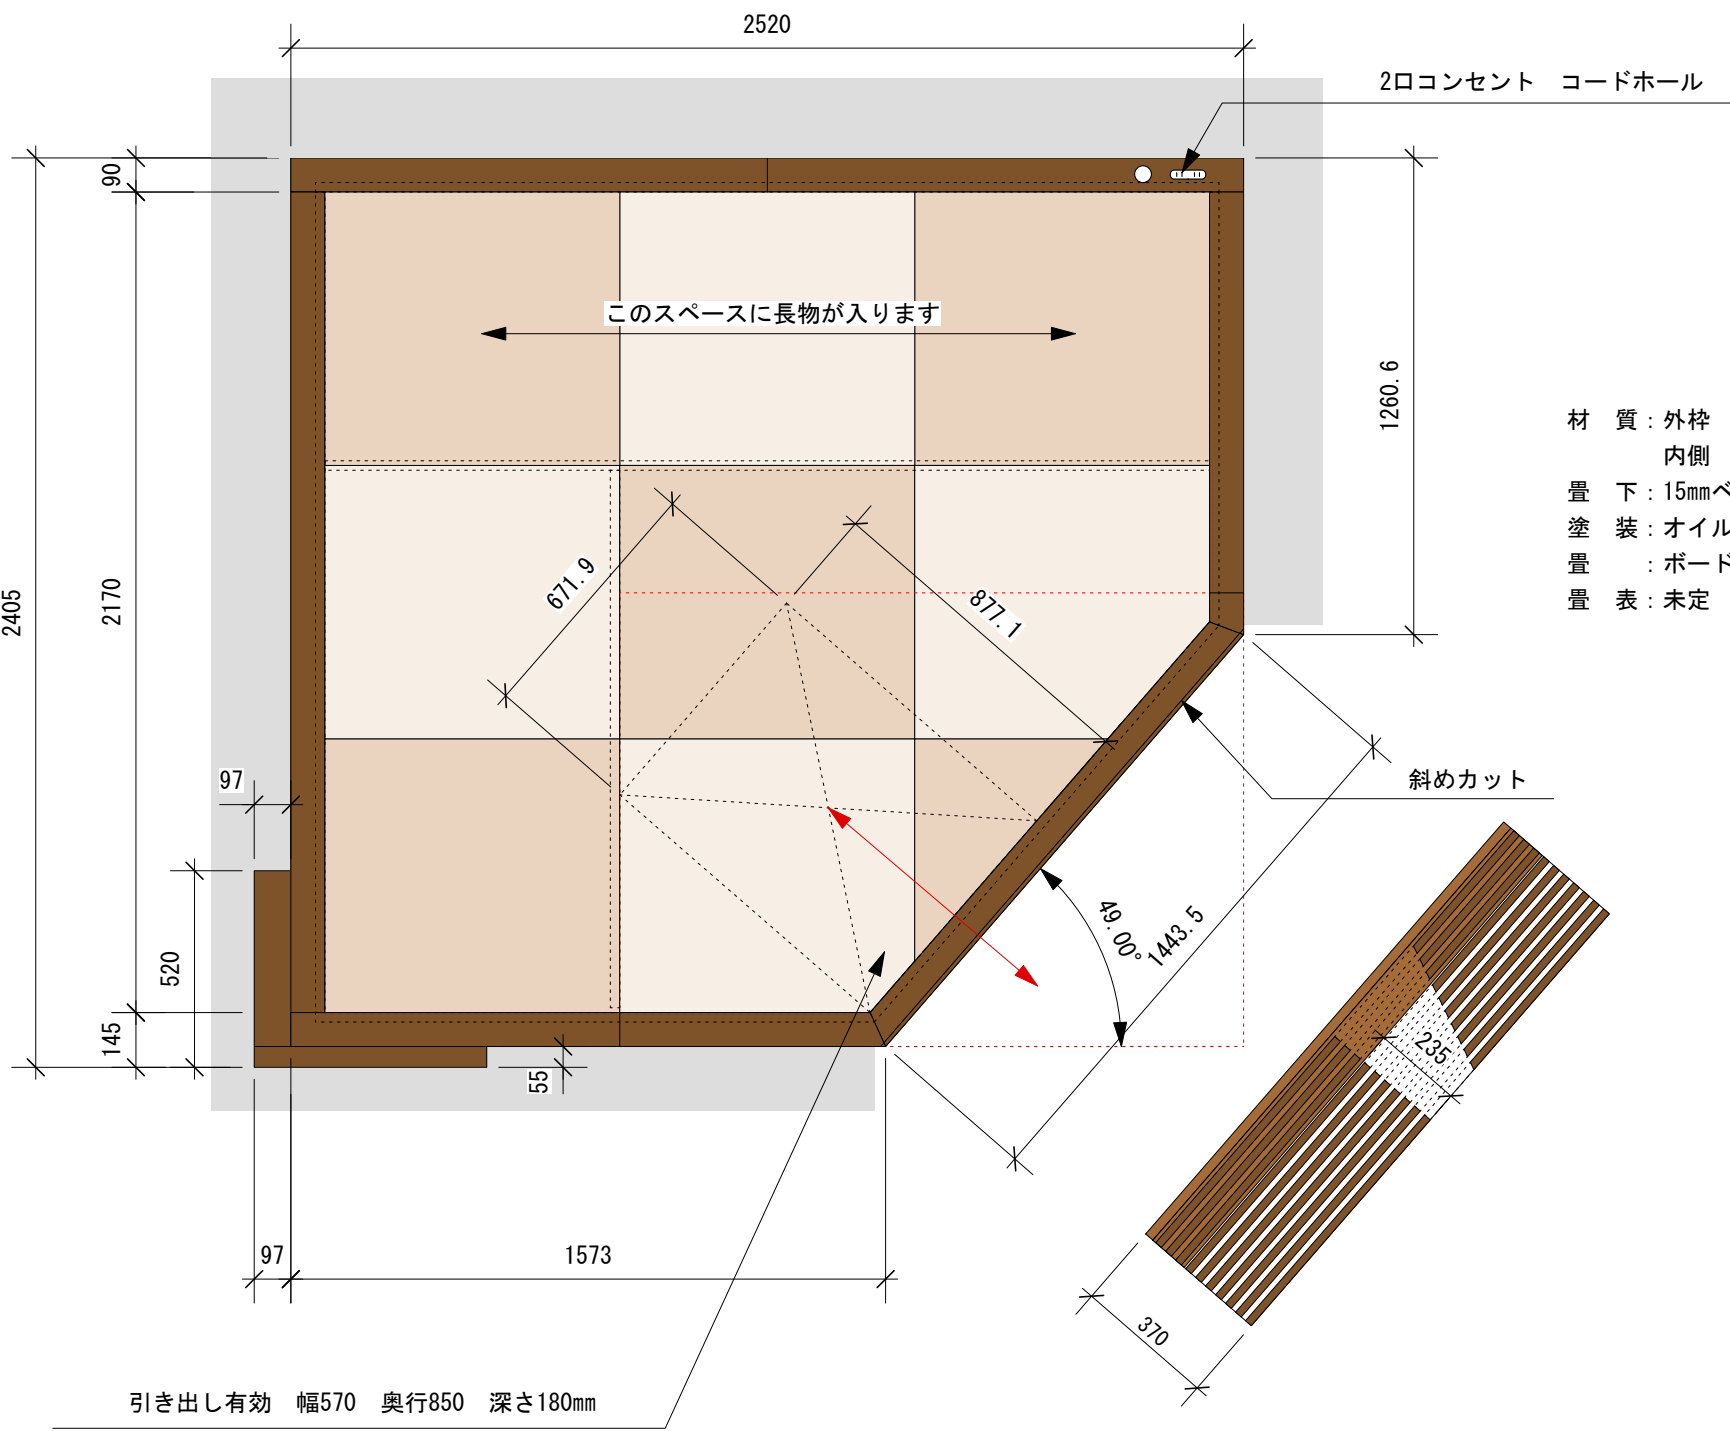 2520
2口コンセント　コードホール
90
このスペースに長物が入ります
1260.6
材　質：外枠
内側
畳　下：15mmベ
塗　装：オイル
畳　　：ボード
畳　表：未定
671.9
877.1
2170
2405
97
斜めカット
49.00°
1443.5
520
145
55
235
97
1573
370
引き出し有効　幅570　奥行850　深さ180mm